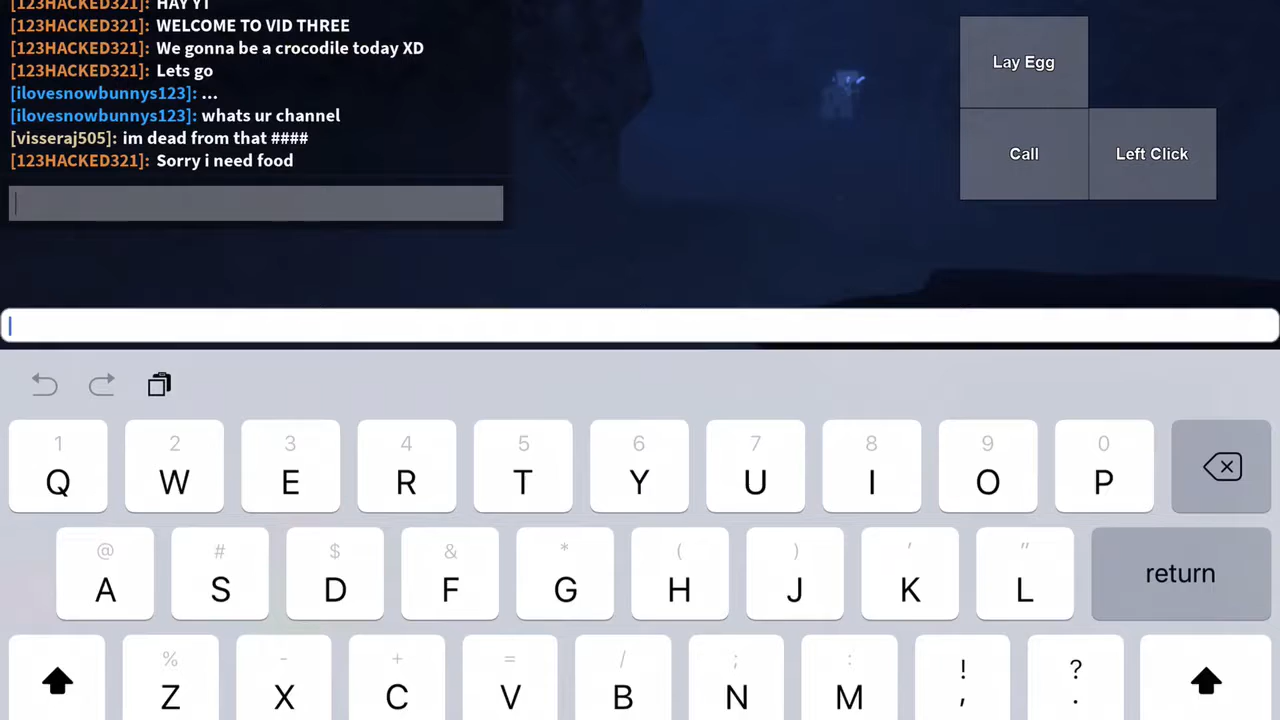 [123HACKED321]: HAY YT
[123HACKED321]: WELCOME TO VID THREE
[123HACKED321]: We gonna be a crocodile today XD
[123HACKED321]: Lets go
[ilovesnowbunnys123]: ...
[ilovesnowbunnys123]: whats ur channel
[visseraj505]: im dead from that ####
[123HACKED321]: Sorry i need food
Lay Egg
Call Left Click
1 2 3 4 5 6 7 8 9 0
Q W E R T Y U I O P
@ # $ & * ( ) ' "
A S D F G H J K L return
% - + = / ; : ! ?
Z X C V B N M , .